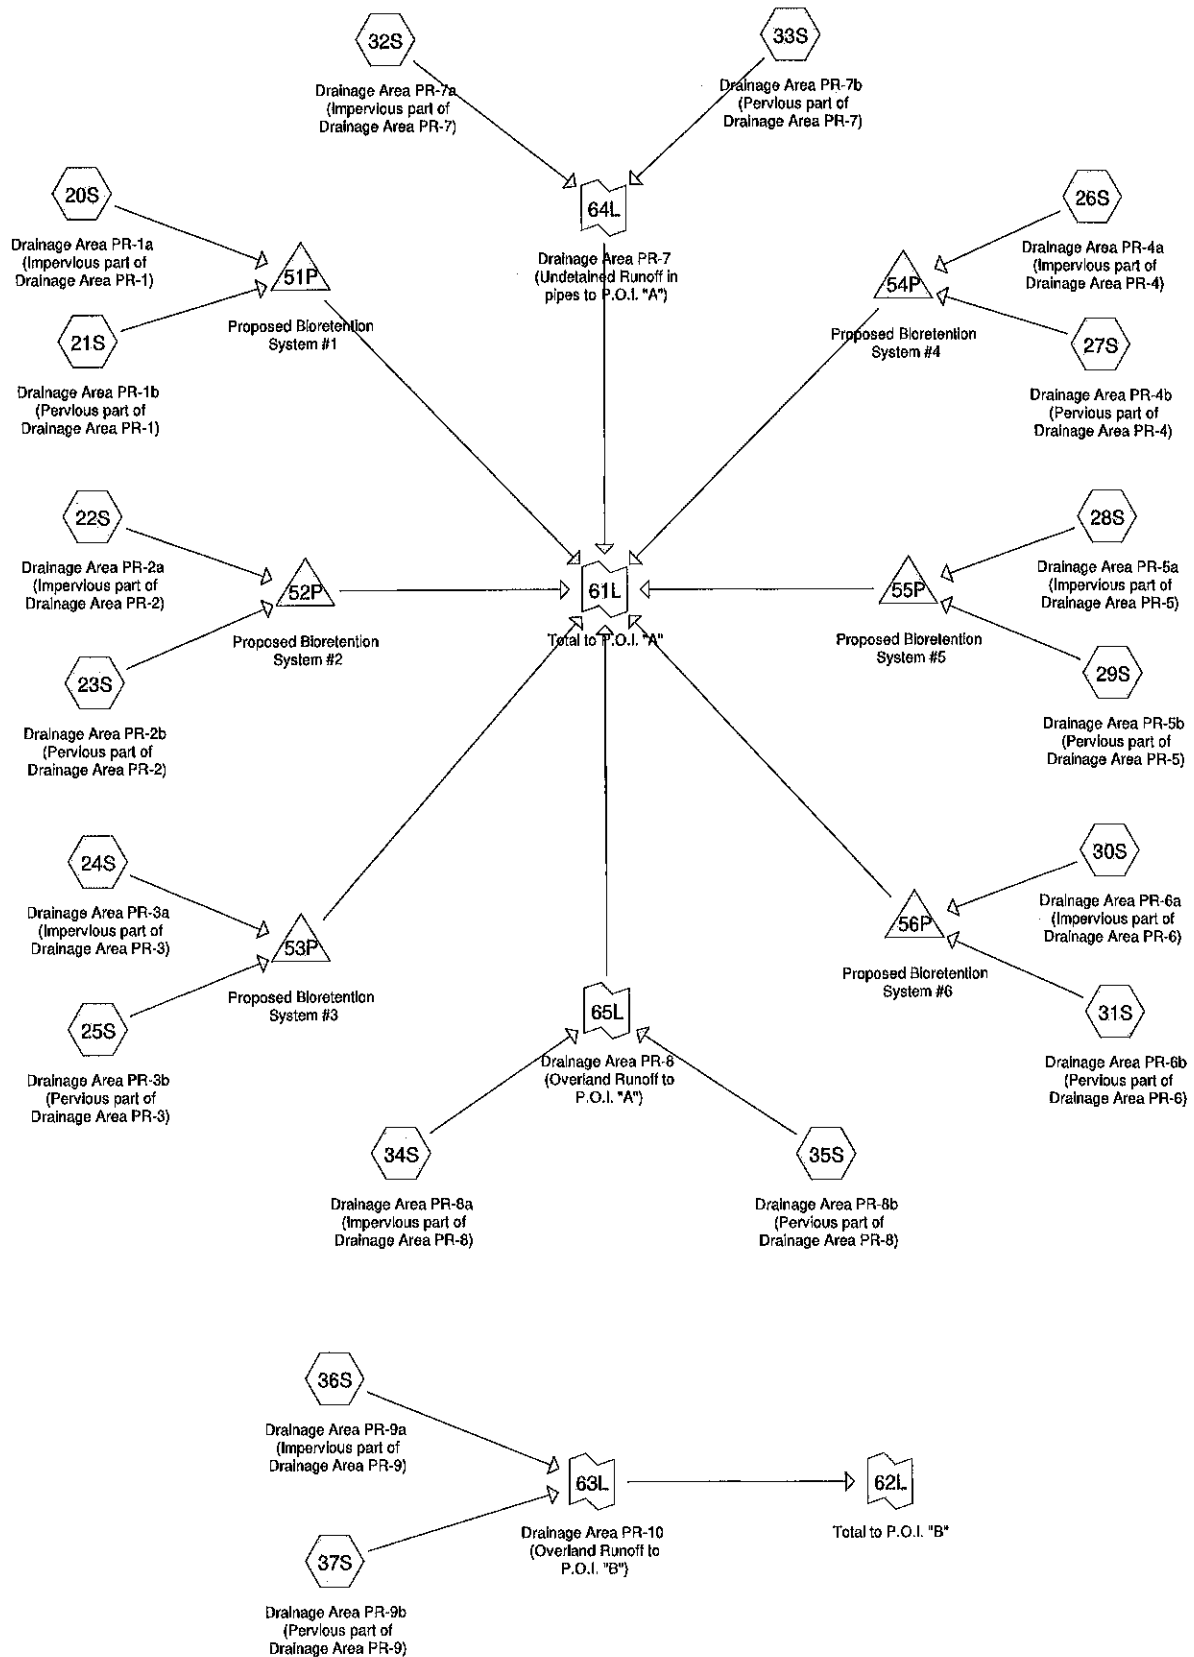 32S
Drainage Area PR-7a
(Impervious part of
Drainage Area PR-7)
33S
Drainage Area PR-7b
(Pervious part of
Drainage Area PR-7)
20S
Drainage Area PR-1a
(Impervious part of
Drainage Area PR-1)
21S
Drainage Area PR-1b
(Pervious part of
Drainage Area PR-1)
51P
Proposed Bioretention
System #1
64L
Drainage Area PR-7
(Undetained Runoff in
pipes to P.O.I. "A")
26S
Drainage Area PR-4a
(Impervious part of
Drainage Area PR-4)
54P
Proposed Bioretention
System #4
27S
Drainage Area PR-4b
(Pervious part of
Drainage Area PR-4)
22S
Drainage Area PR-2a
(Impervious part of
Drainage Area PR-2)
52P
Proposed Bioretention
System #2
23S
Drainage Area PR-2b
(Pervious part of
Drainage Area PR-2)
61L
Total to P.O.I. "A"
28S
Drainage Area PR-5a
(Impervious part of
Drainage Area PR-5)
55P
Proposed Bioretention
System #5
29S
Drainage Area PR-5b
(Pervious part of
Drainage Area PR-5)
24S
Drainage Area PR-3a
(Impervious part of
Drainage Area PR-3)
53P
Proposed Bioretention
System #3
25S
Drainage Area PR-3b
(Pervious part of
Drainage Area PR-3)
30S
Drainage Area PR-6a
(Impervious part of
Drainage Area PR-6)
56P
Proposed Bioretention
System #6
31S
Drainage Area PR-6b
(Pervious part of
Drainage Area PR-6)
65L
Drainage Area PR-8
(Overland Runoff to
P.O.I. "A")
34S
Drainage Area PR-8a
(Impervious part of
Drainage Area PR-8)
35S
Drainage Area PR-8b
(Pervious part of
Drainage Area PR-8)
36S
Drainage Area PR-9a
(Impervious part of
Drainage Area PR-9)
63L
Drainage Area PR-10
(Overland Runoff to
P.O.I. "B")
62L
Total to P.O.I. "B"
37S
Drainage Area PR-9b
(Pervious part of
Drainage Area PR-9)